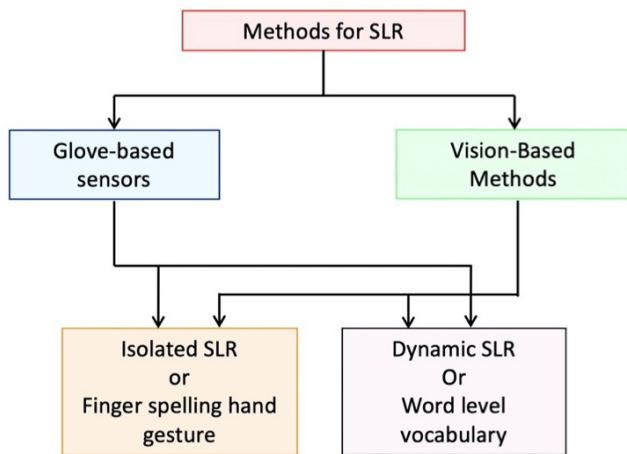 Methods for SLR
Glove-based
sensors
Vision-Based
Methods
Isolated SLR
or
Finger spelling hand
gesture
Dynamic SLR
Or
Word level
vocabulary